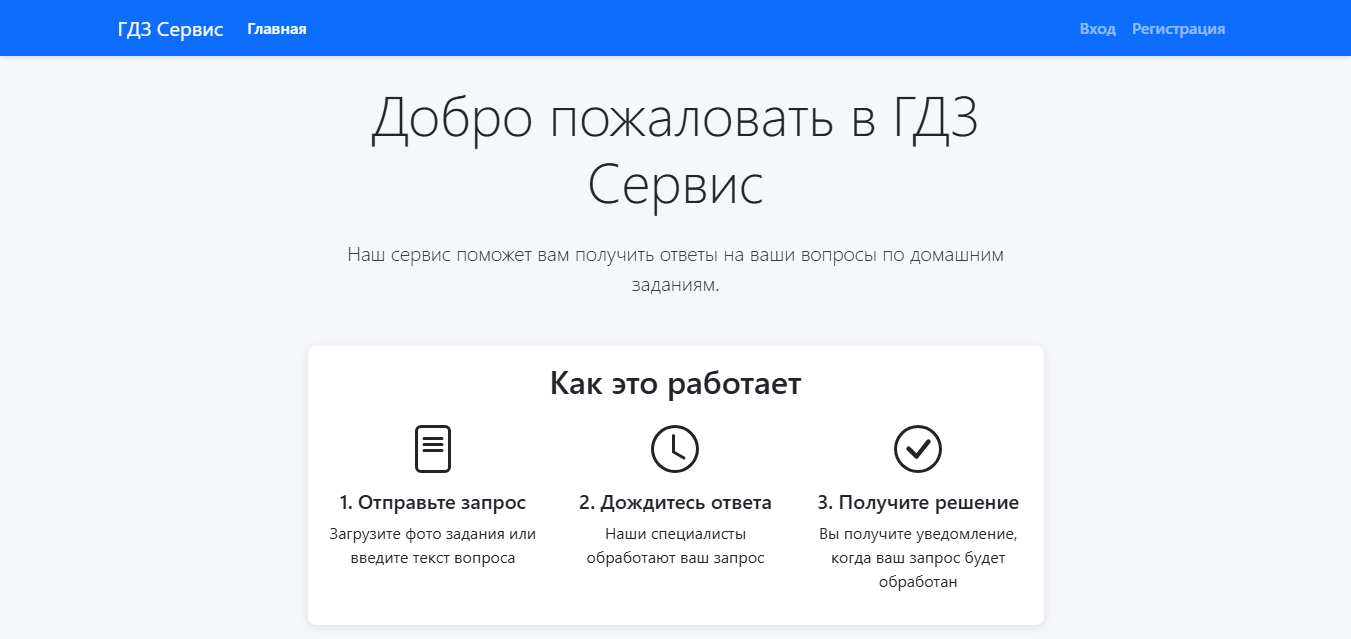 ГДЗ Сервис Главная Вход Регистрация
Добро пожаловать в ГДЗ
Сервис
Наш сервис поможет вам получить ответы на ваши вопросы по домашним
заданиям.
Как это работает
1. Отправьте запрос
Загрузите фото задания или
введите текст вопроса
2. Дождитесь ответа
Наши специалисты
обработают ваш запрос
3. Получите решение
Вы получите уведомление,
когда ваш запрос будет
обработан